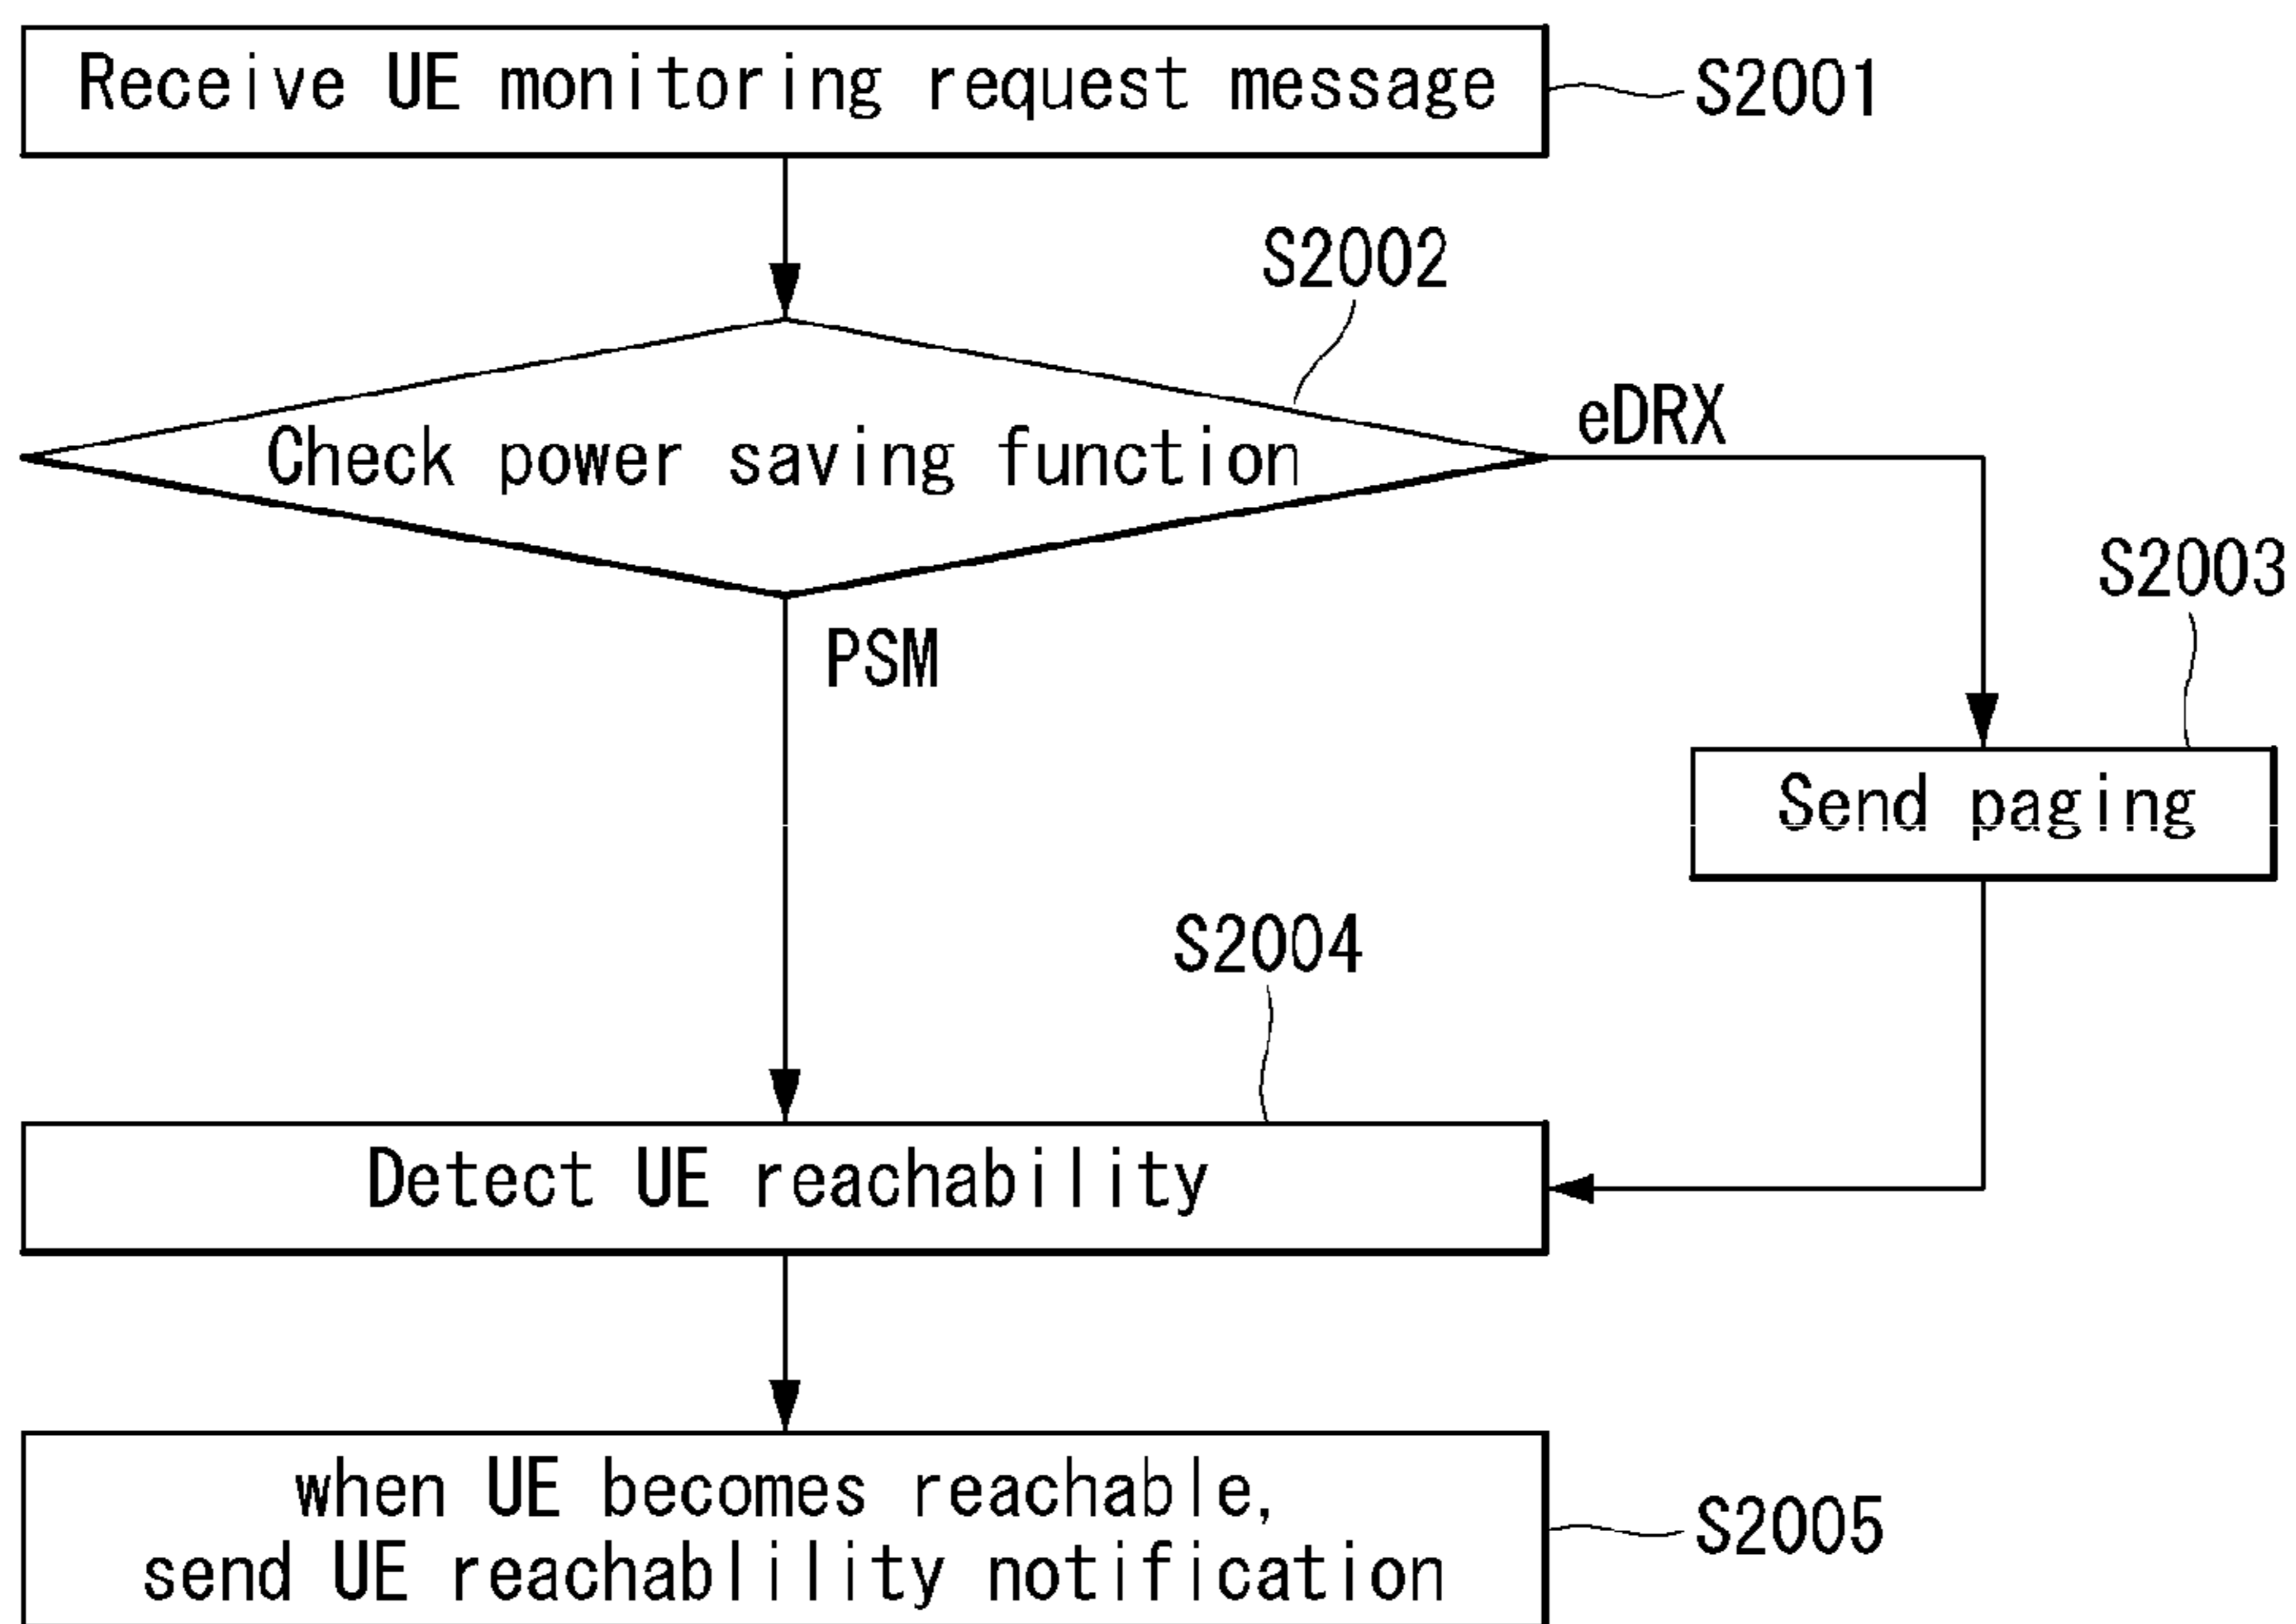 Receive UE monitoring request message
S2001
S2002
Check power saving function
eDRX
PSM
S2003
Send paging
S2004
Detect UE reachability
when UE becomes reachable,
send UE reachablility notification
S2005